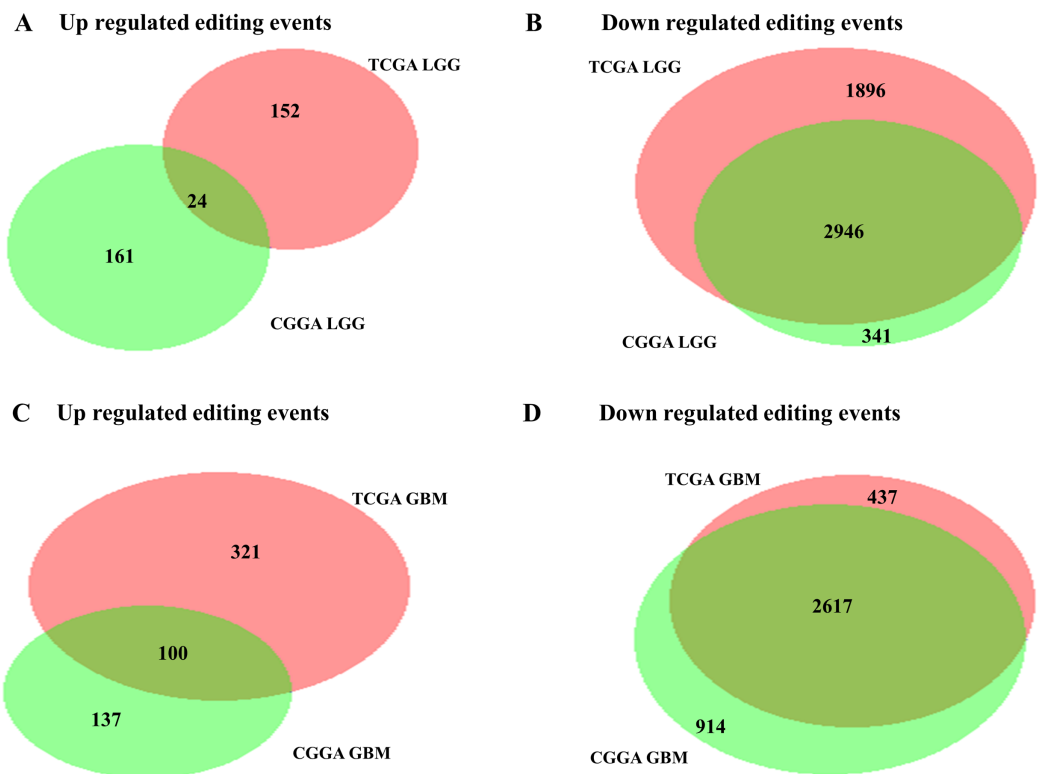 A Up regulated editing events
TCGA LGG
152
24
161
CGGA LGG
B Down regulated editing events
TCGA LGG
1896
2946
CGGA LGG
341
C Up regulated editing events
TCGA GBM
321
100
137
CGGA GBM
D Down regulated editing events
TCGA GBM
437
2617
914
CGGA GBM